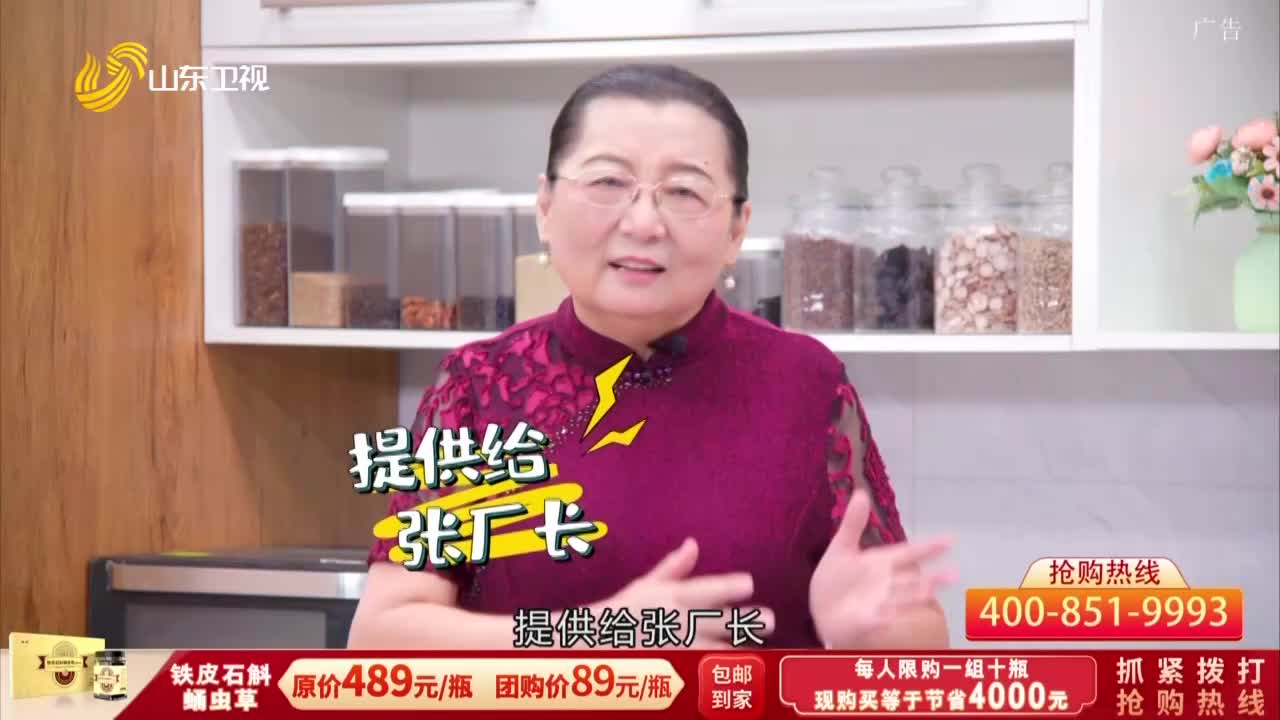 山东卫视
广告
提供给
张厂长
提供给张厂长
抢购热线
400-851-9993
铁皮石斛
蛹虫草
原价489元/瓶 团购价89元/瓶
包邮
到家
每人限购一组十瓶
现购买等于节省4000元
抓紧拨打
抢购热线